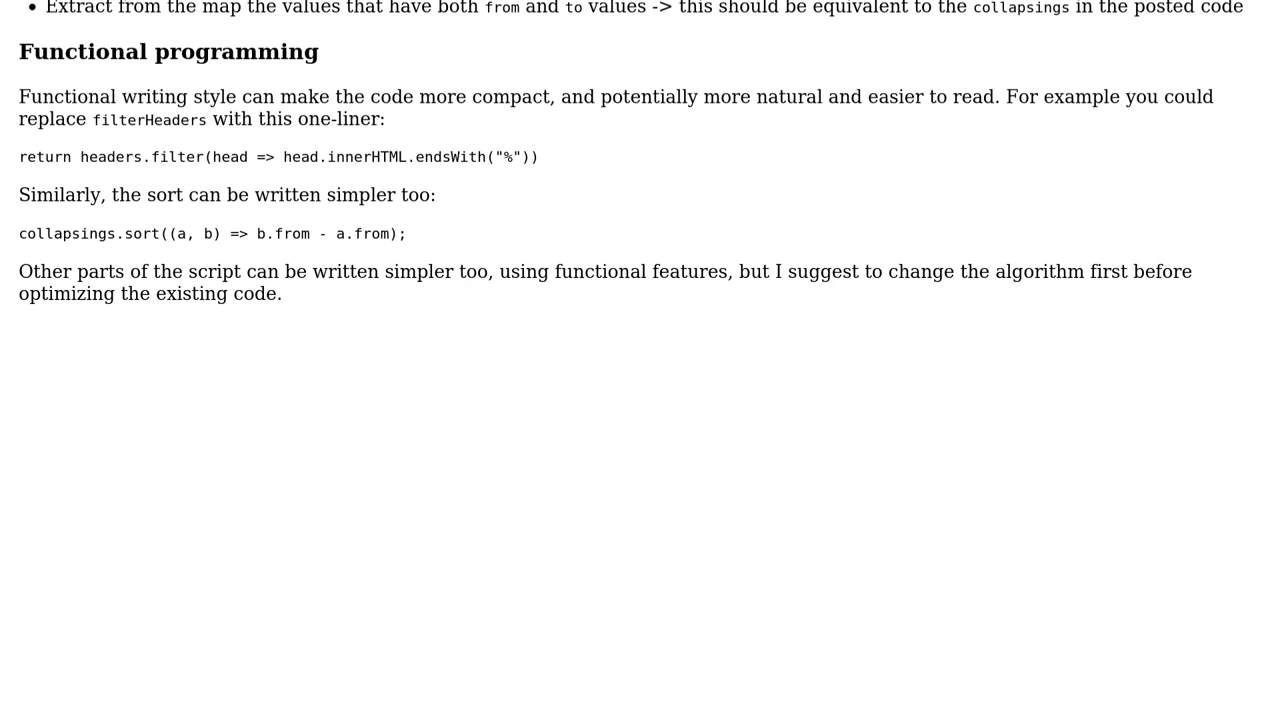 • Extract from the map the values that have both from and to values -> this should be equivalent to the collapsings in the posted code
Functional programming
Functional writing style can make the code more compact, and potentially more natural and easier to read. For example you could
replace filterHeaders with this one-liner:
return headers.filter(head => head.innerHTML.endsWith("%"))
Similarly, the sort can be written simpler too:
collapsings.sort((a, b) => b.from - a.from);
Other parts of the script can be written simpler too, using functional features, but I suggest to change the algorithm first before
optimizing the existing code.